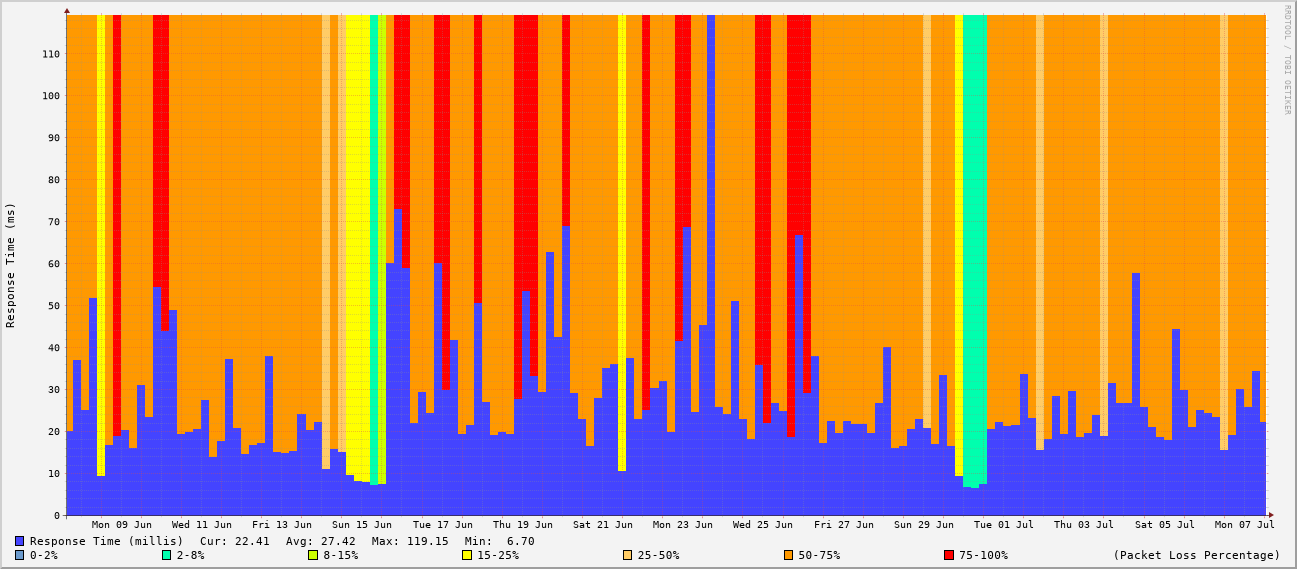 RRDTOOL / TOBI OETIKER
Response Time (ms)
110
100
90
80
70
60
50
40
30
20
10
0
Mon 09 Jun Wed 11 Jun Fri 13 Jun Sun 15 Jun Tue 17 Jun Thu 19 Jun Sat 21 Jun Mon 23 Jun Wed 25 Jun Fri 27 Jun Sun 29 Jun Tue 01 Jul Thu 03 Jul Sat 05 Jul Mon 07 Jul
Response Time (millis) Cur: 22.41 Avg: 27.42 Max: 119.15 Min: 6.70
0-2% 2-8% 8-15% 15-25% 25-50% 50-75% 75-100% (Packet Loss Percentage)